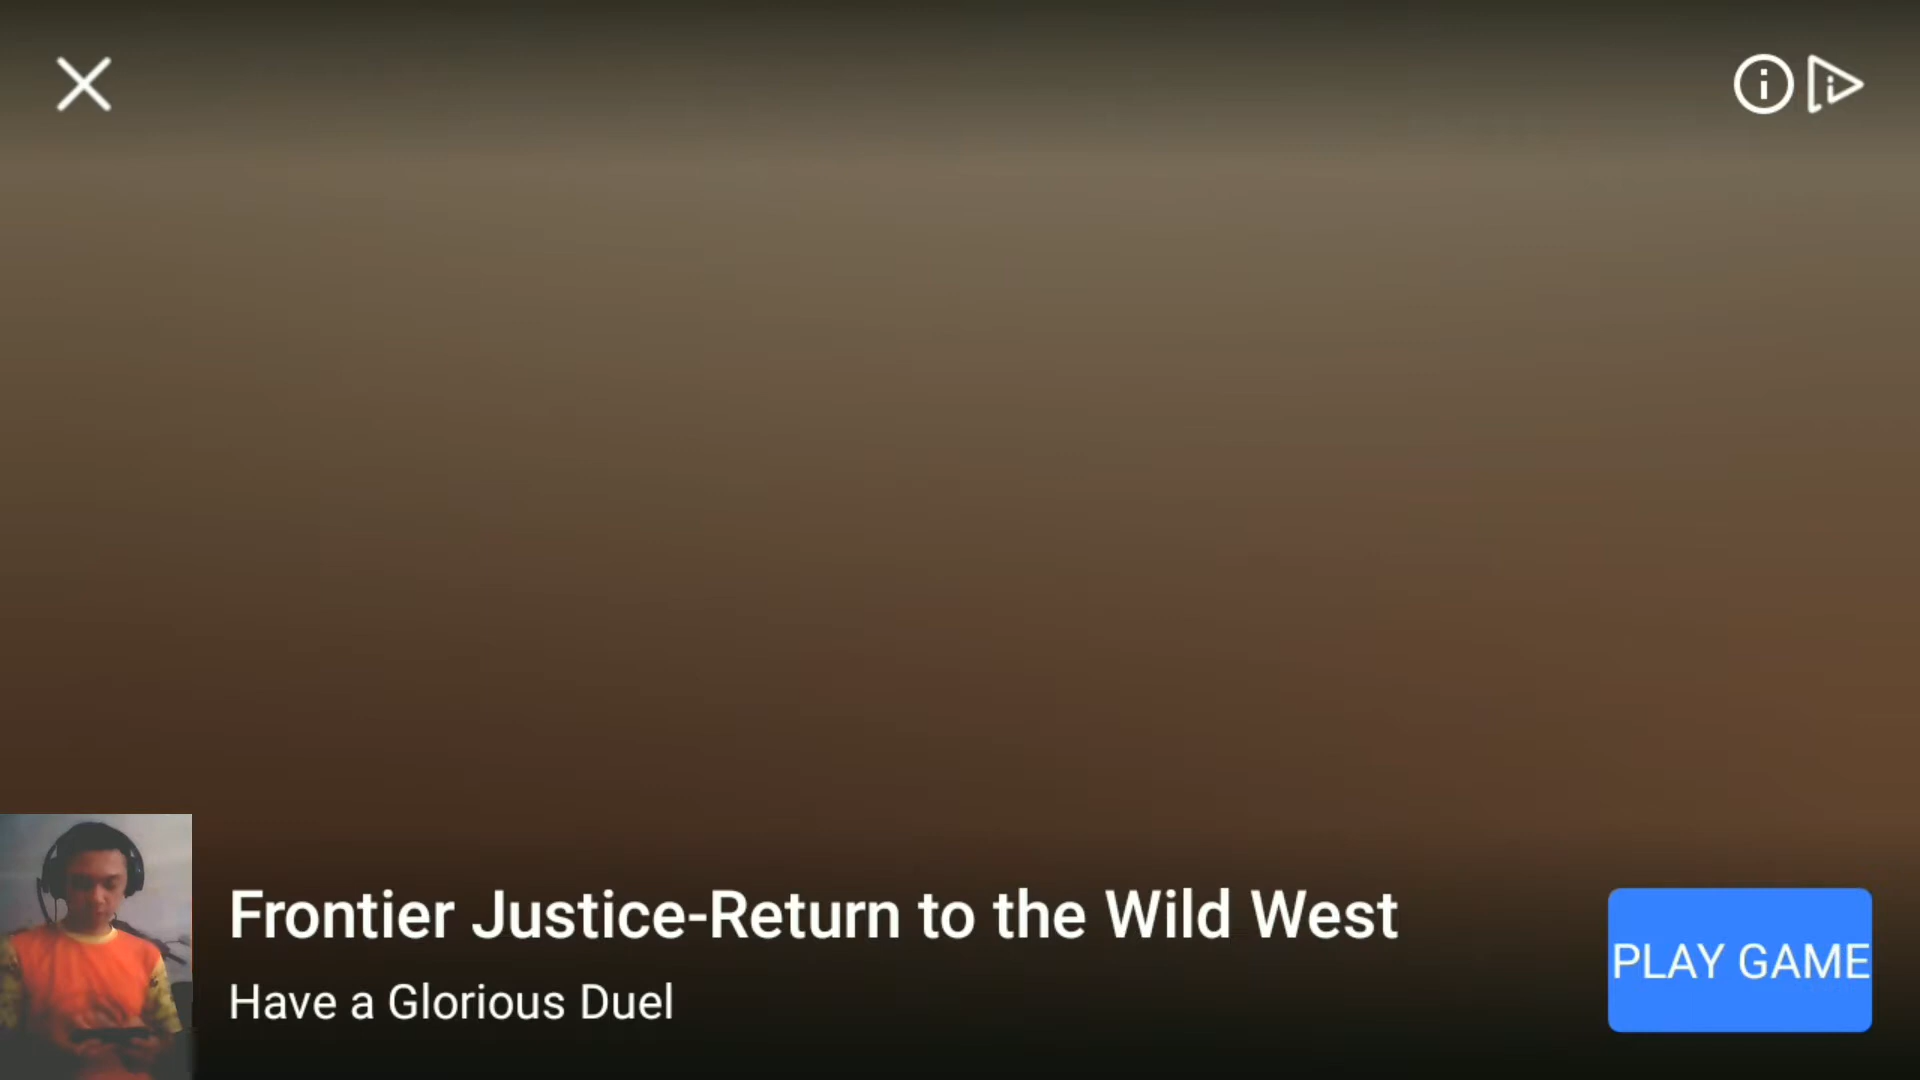 Frontier Justice-Return to the Wild West
Have a Glorious Duel
PLAY GAME